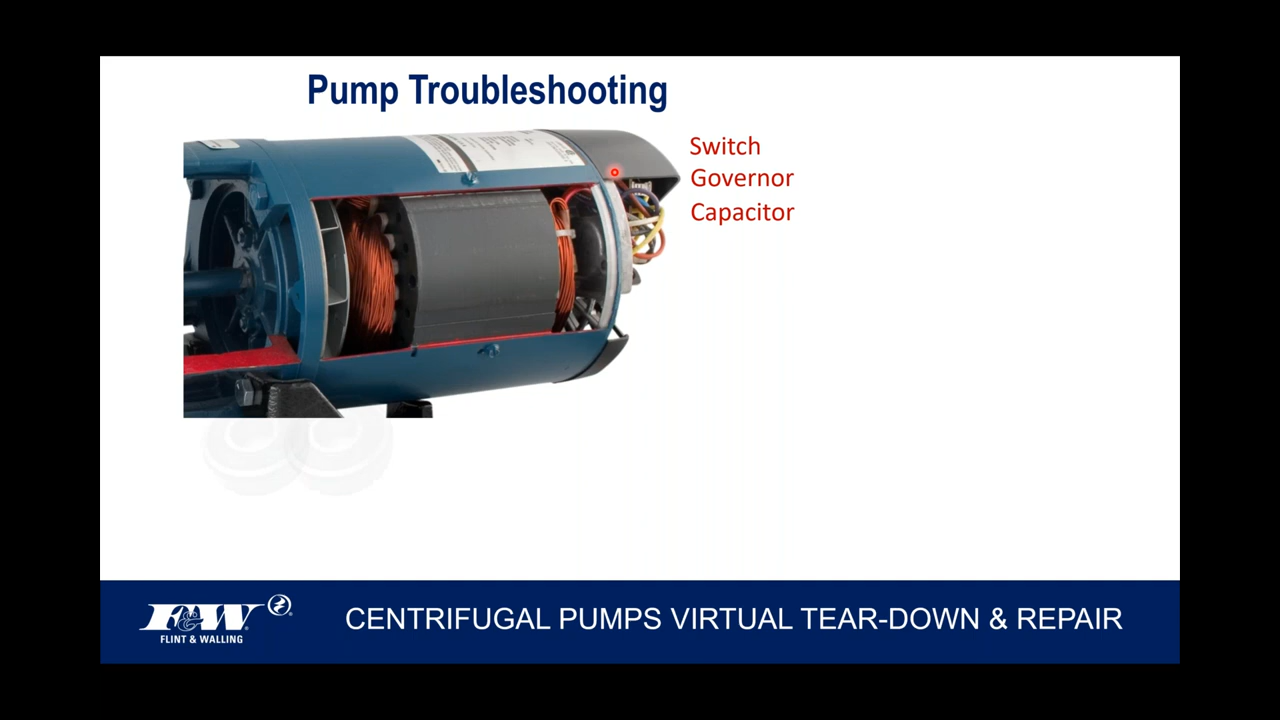 Pump Troubleshooting
Switch
Governor
Capacitor
F&W
FLINT & WALLING
CENTRIFUGAL PUMPS VIRTUAL TEAR-DOWN & REPAIR